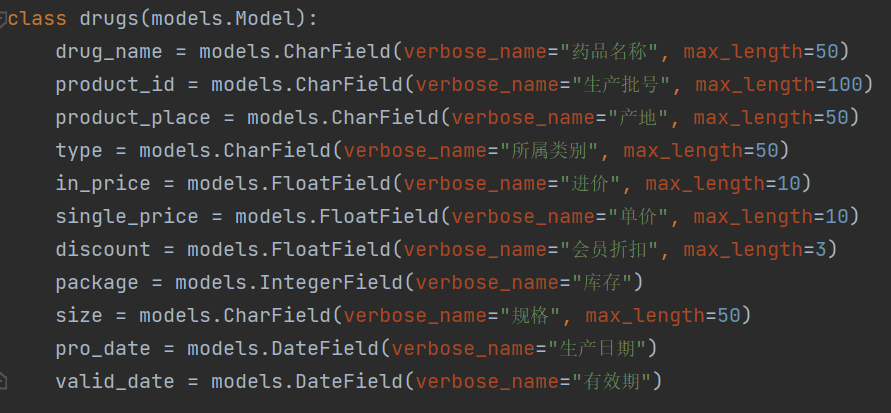 class drugs(models.Model):
    drug_name = models.CharField(verbose_name="药品名称", max_length=50)
    product_id = models.CharField(verbose_name="生产批号", max_length=100)
    product_place = models.CharField(verbose_name="产地", max_length=50)
    type = models.CharField(verbose_name="所属类别", max_length=50)
    in_price = models.FloatField(verbose_name="进价", max_length=10)
    single_price = models.FloatField(verbose_name="单价", max_length=10)
    discount = models.FloatField(verbose_name="会员折扣", max_length=3)
    package = models.IntegerField(verbose_name="库存")
    size = models.CharField(verbose_name="规格", max_length=50)
    pro_date = models.DateField(verbose_name="生产日期")
    valid_date = models.DateField(verbose_name="有效期")